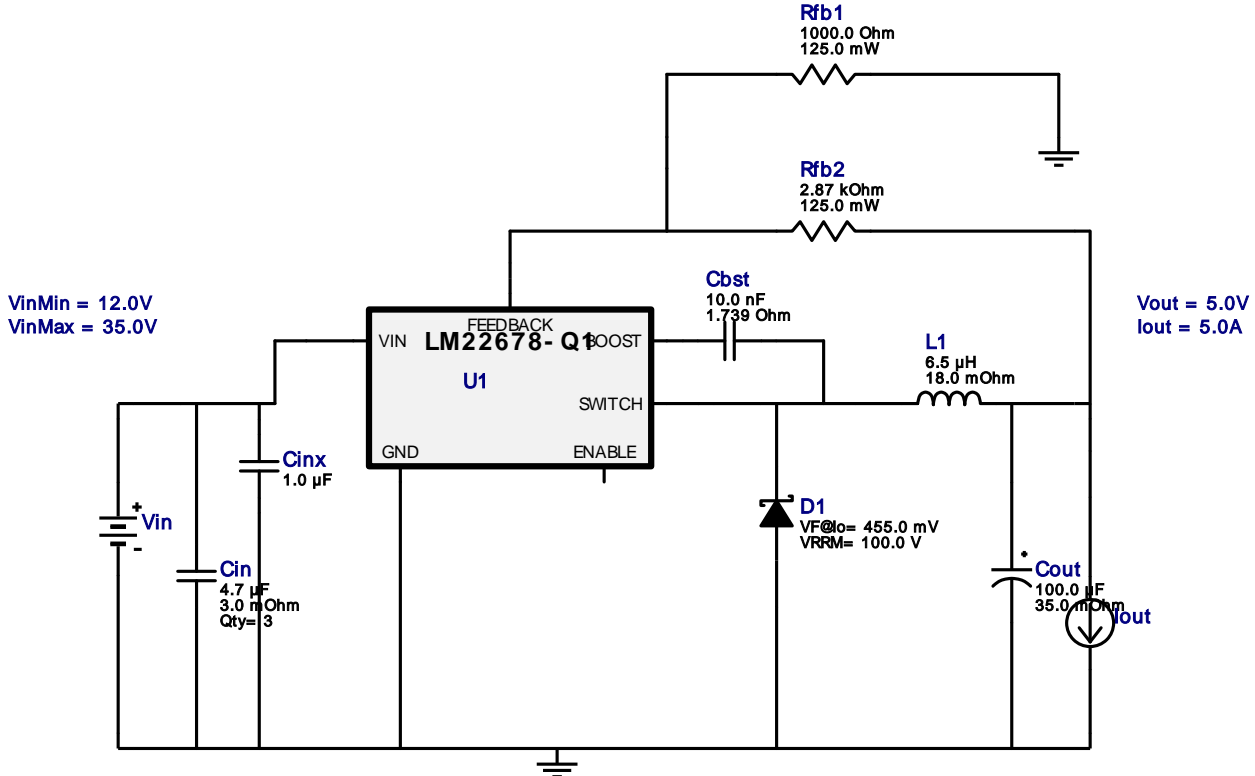 Rfb1
1000.0 Ohm
125.0 mW
Rfb2
2.87 kOhm
125.0 mW
VinMin = 12.0V
VinMax = 35.0V
Cbst
10.0 nF
1.739 Ohm
Vout = 5.0V
Iout = 5.0A
FEEDBACK
VIN LM22678-Q1 BOOST
U1
SWITCH
GND ENABLE
L1
6.5 µH
18.0 mOhm
Cinx
1.0 µF
+
Vin
-
Cin
4.7 µF
3.0 mOhm
Qty= 3
D1
VF@Io= 455.0 mV
VRRM= 100.0 V
+
Cout
100.0 µF
35.0 mOhm
Iout